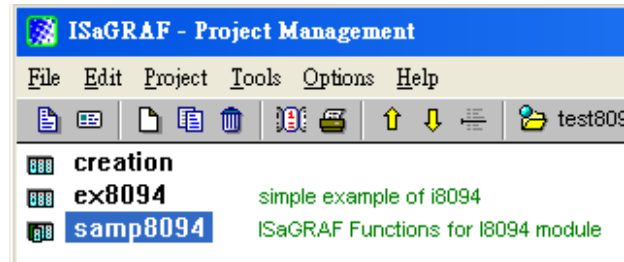 ISaGRAF - Project Management
File Edit Project Tools Options Help
test809
creation
ex8094 simple example of i8094
samp8094 ISaGRAF Functions for I8094 module